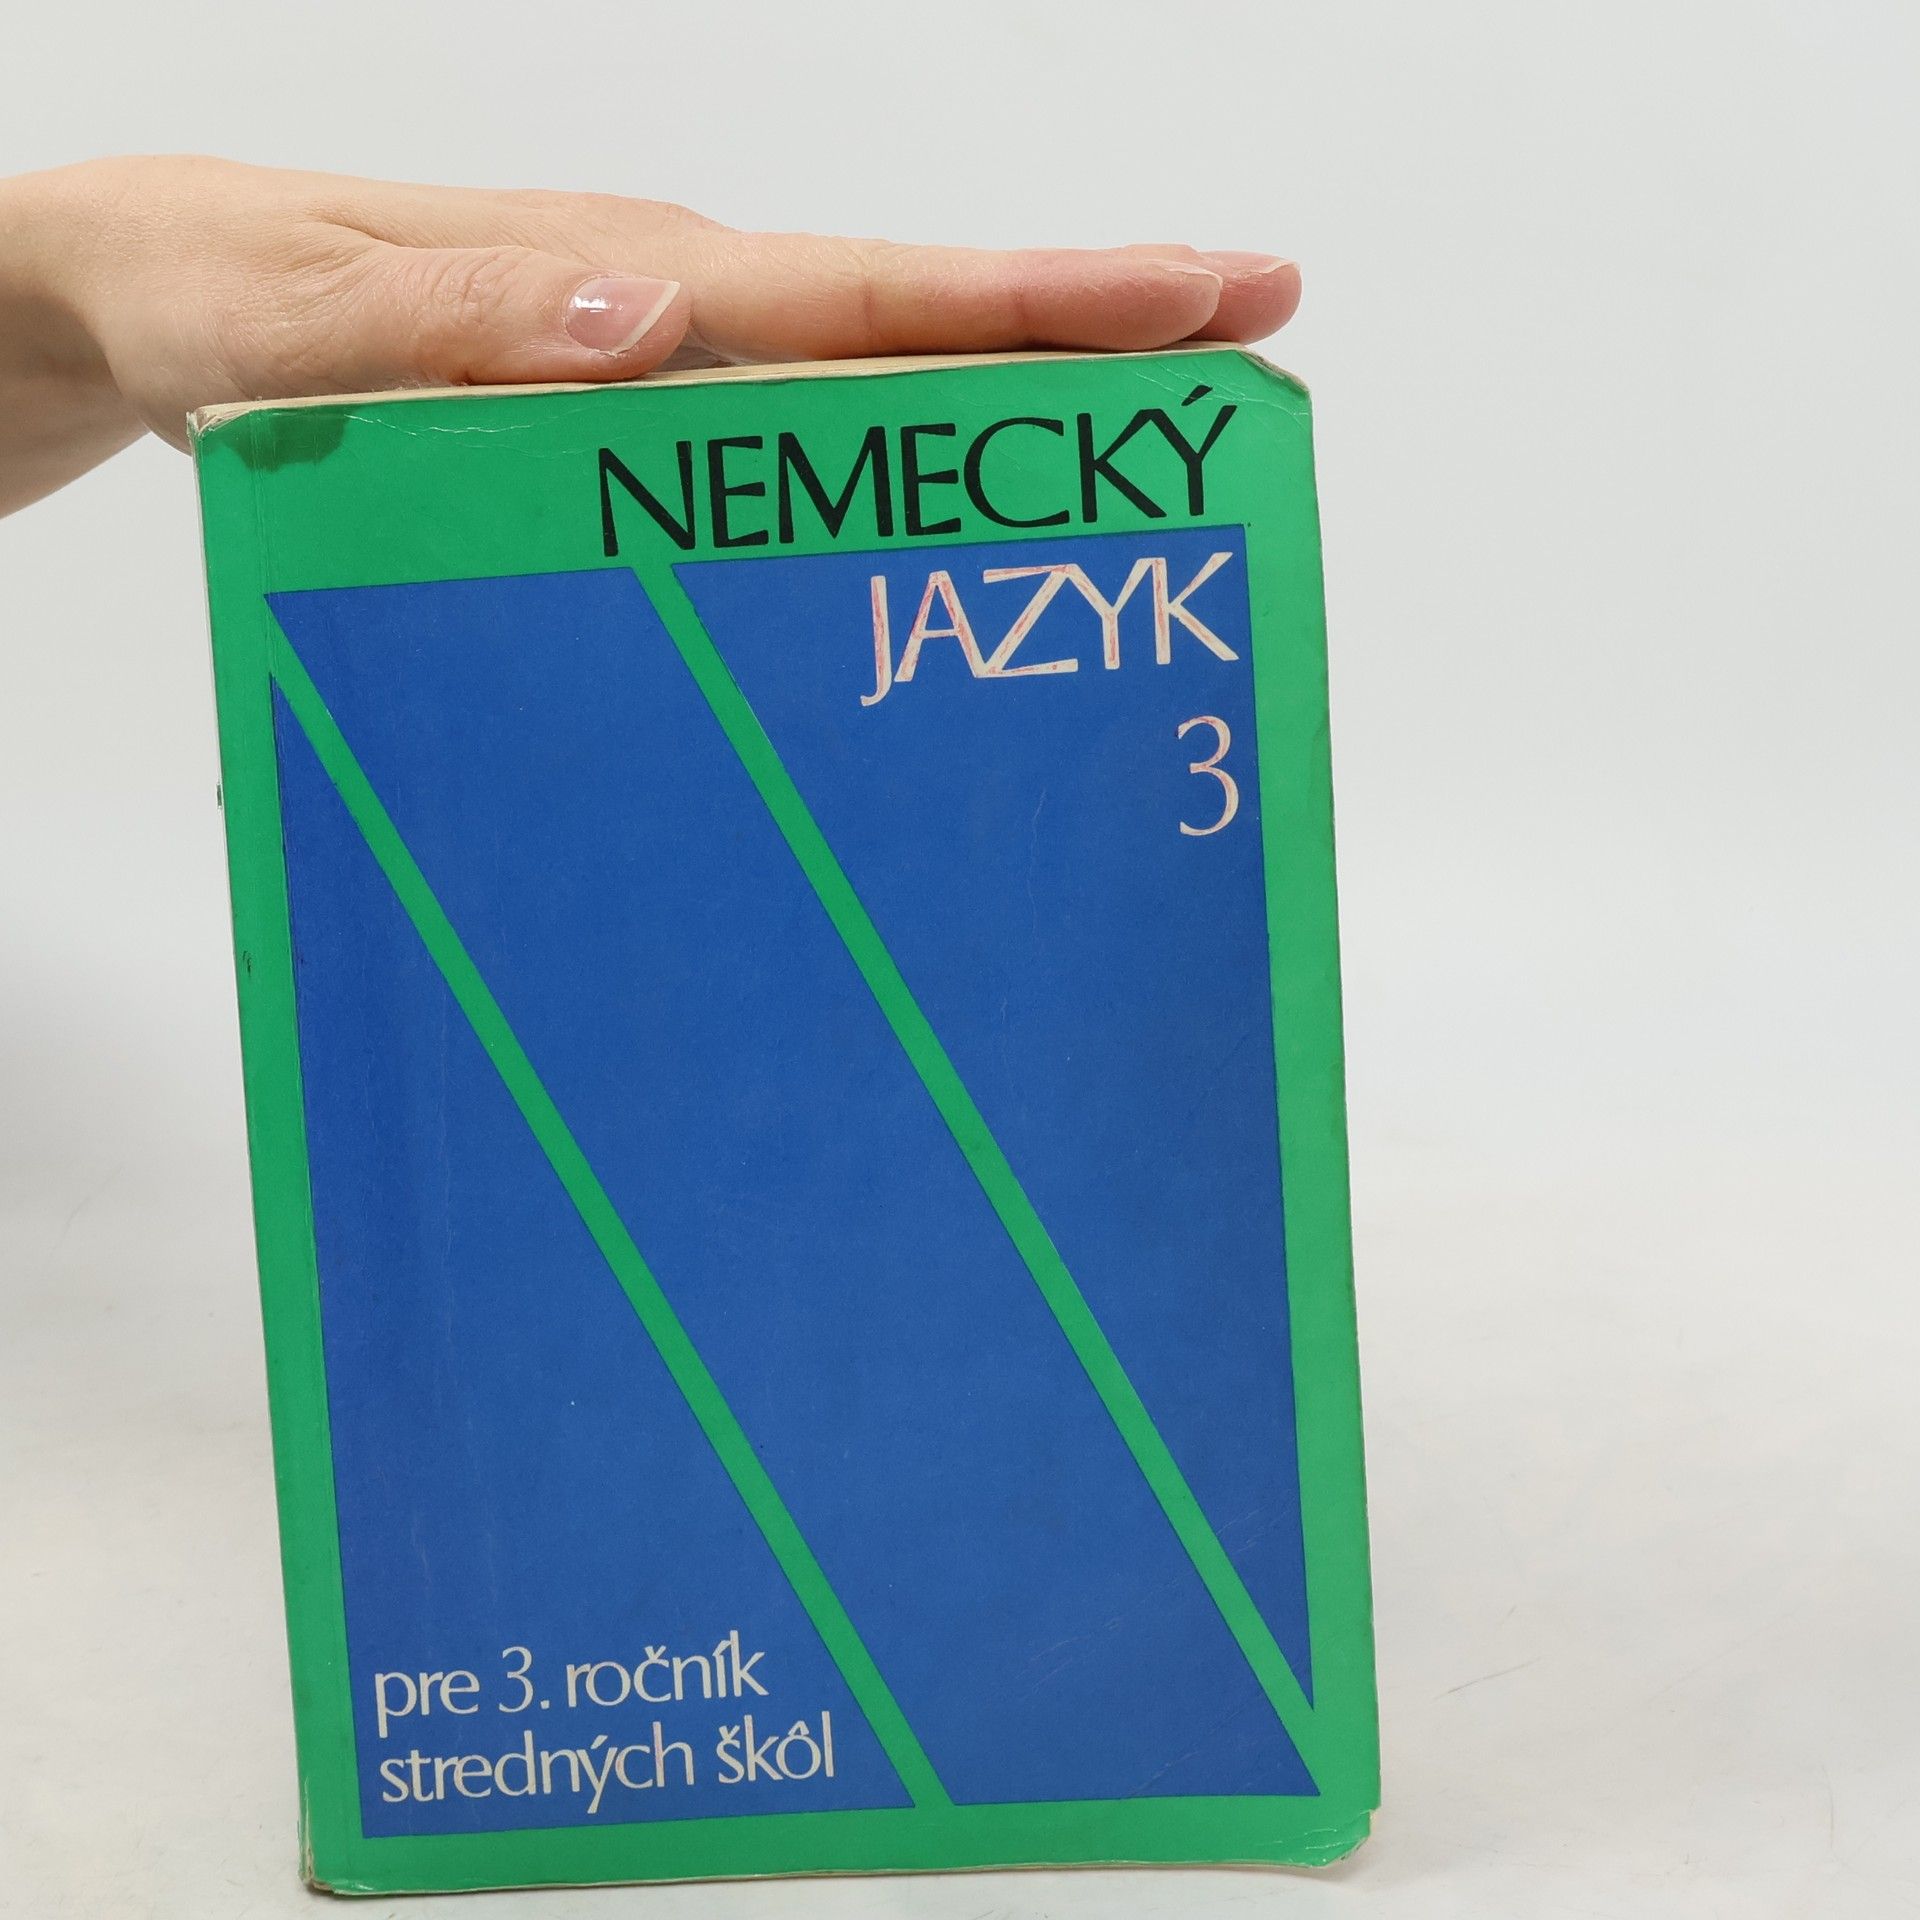 NEMECKÝ
JAZYK
3
pre 3. ročník
stredných škôl